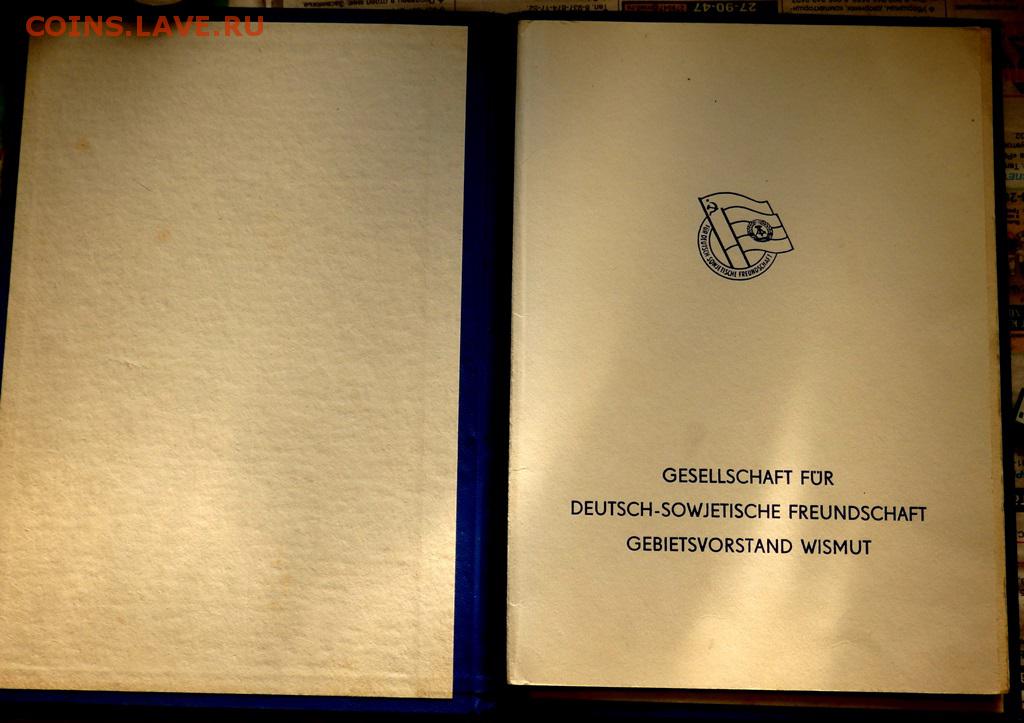 COINS.LAVE.RU
27-90-47
FÜR DEUTSCH-SOWJETISCHE FREUNDSCHAFT
GESELLSCHAFT FÜR
DEUTSCH-SOWJETISCHE FREUNDSCHAFT
GEBIETSVORSTAND WISMUT